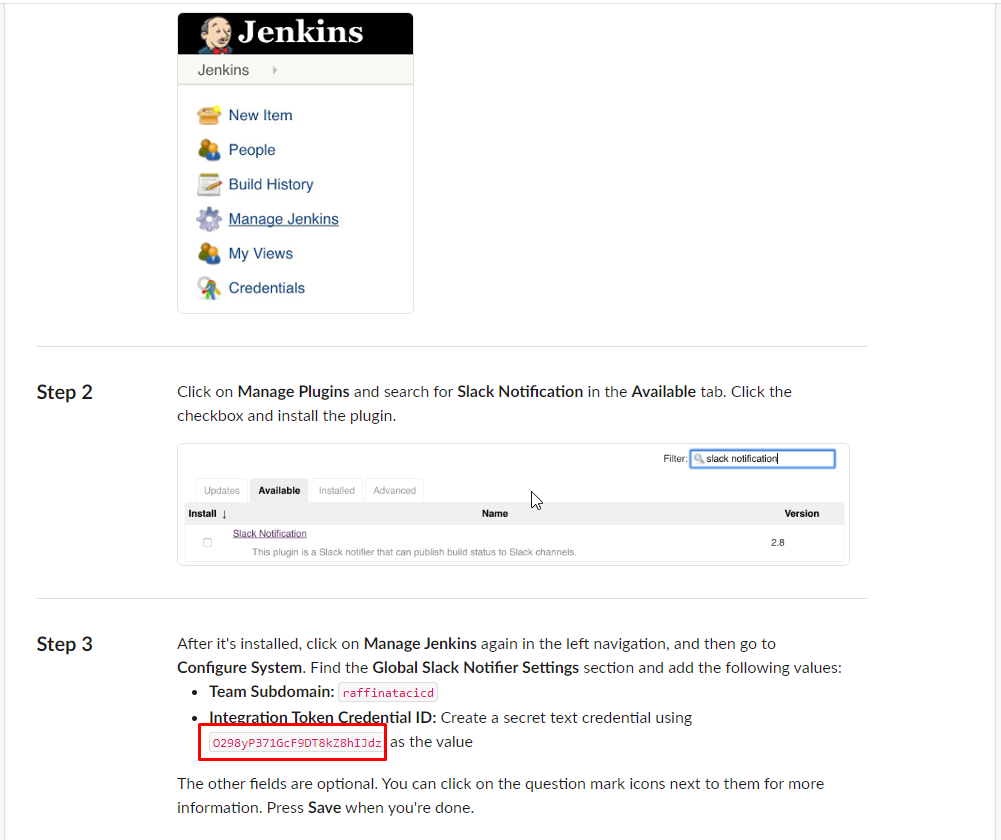 Jenkins
Jenkins
New Item
People
Build History
Manage Jenkins
My Views
Credentials
Step 2
Click on Manage Plugins and search for Slack Notification in the Available tab. Click the
checkbox and install the plugin.
Filter: slack notification
Updates Available Installed Advanced
Install ↓ Name Version
Slack Notification
This plugin is a Slack notifier that can publish build status to Slack channels.
2.8
Step 3
After it's installed, click on Manage Jenkins again in the left navigation, and then go to
Configure System. Find the Global Slack Notifier Settings section and add the following values:
• Team Subdomain: raffinatacicd
• Integration Token Credential ID: Create a secret text credential using
O298yP371GcF9DT8kZ8hIJdz as the value
The other fields are optional. You can click on the question mark icons next to them for more
information. Press Save when you're done.